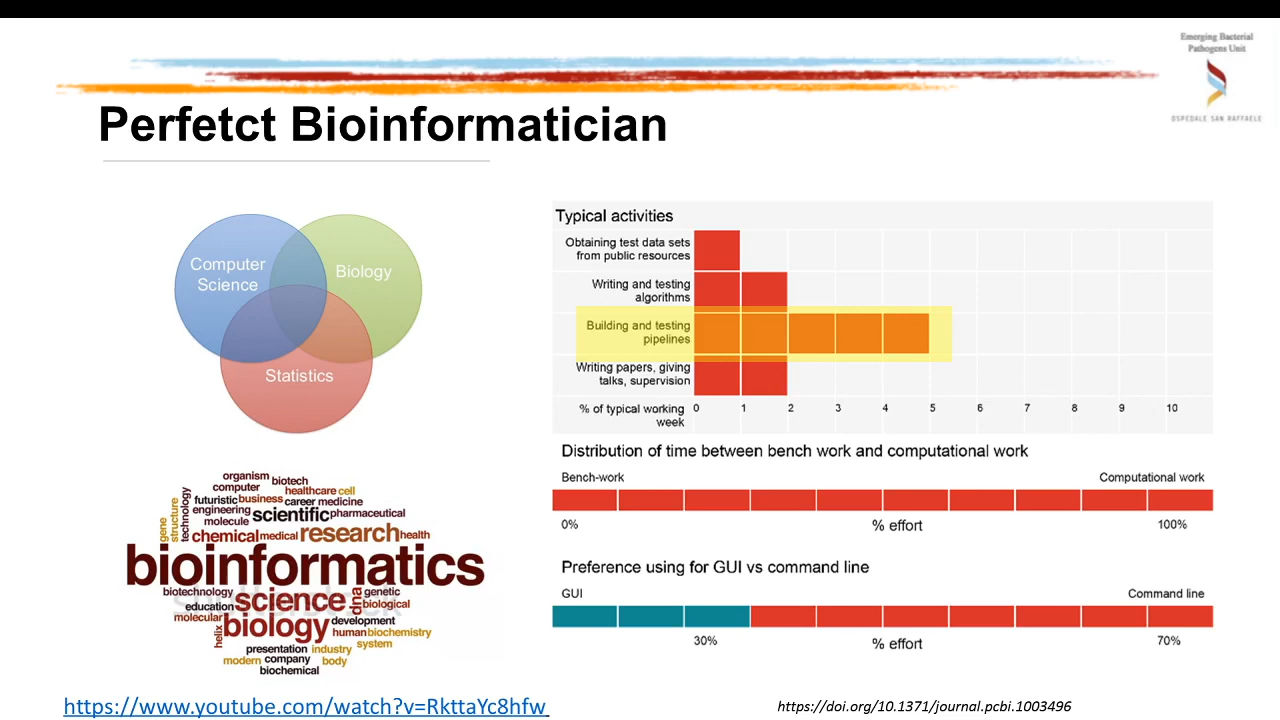 Emerging Bacterial
Pathogens Unit
OSPEDALE SAN RAFFAELE
Perfetct Bioinformatician
Computer
Science
Biology
Statistics
Typical activities
Obtaining test data sets
from public resources
Writing and testing
algorithms
Building and testing
pipelines
Writing papers, giving
talks, supervision
% of typical working
week
0 1 2 3 4 5 6 7 8 9 10
Distribution of time between bench work and computational work
Bench-work Computational work
0% % effort 100%
Preference using for GUI vs command line
GUI Command line
30% % effort 70%
organism biotech
computer healthcare cell
futuristic business career medicine
gene structure technology
engineering scientific pharmaceutical
molecule
chemical medical research health
bioinformatics
biotechnology science dna genetic
education biological
molecular biology development
helix human biochemistry
presentation industry system
modern company body
biochemical
https://www.youtube.com/watch?v=RkttaYc8hfw
https://doi.org/10.1371/journal.pcbi.1003496